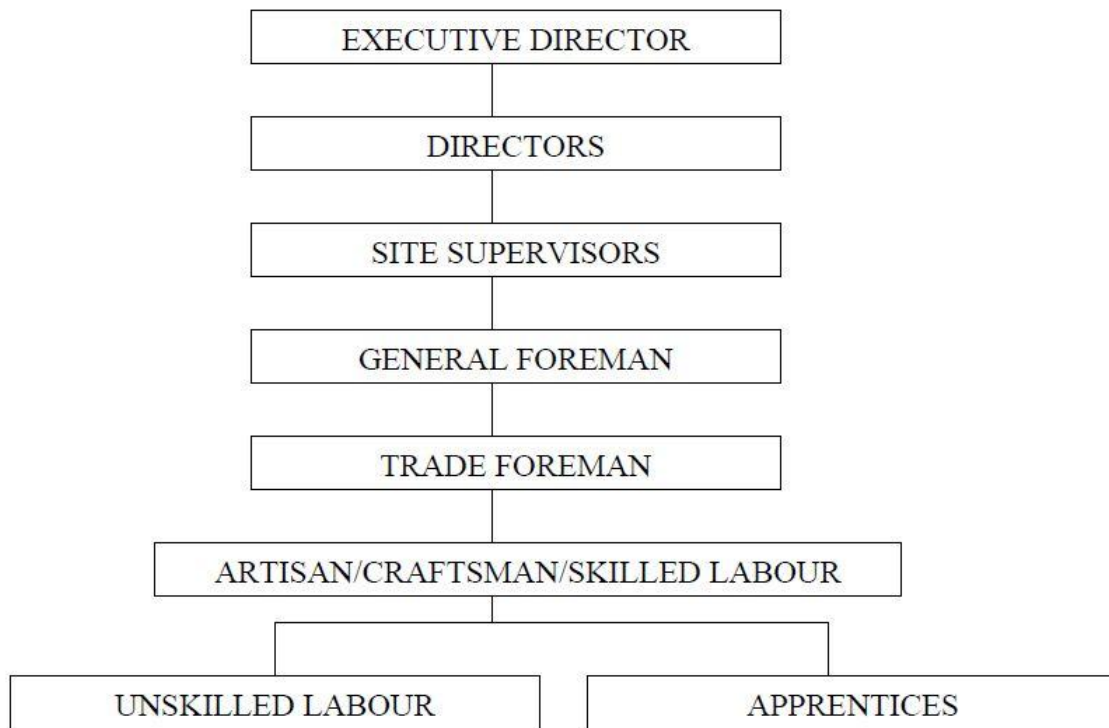 EXECUTIVE DIRECTOR
DIRECTORS
SITE SUPERVISORS
GENERAL FOREMAN
TRADE FOREMAN
ARTISAN/CRAFTSMAN/SKILLED LABOUR
UNSKILLED LABOUR
APPRENTICES